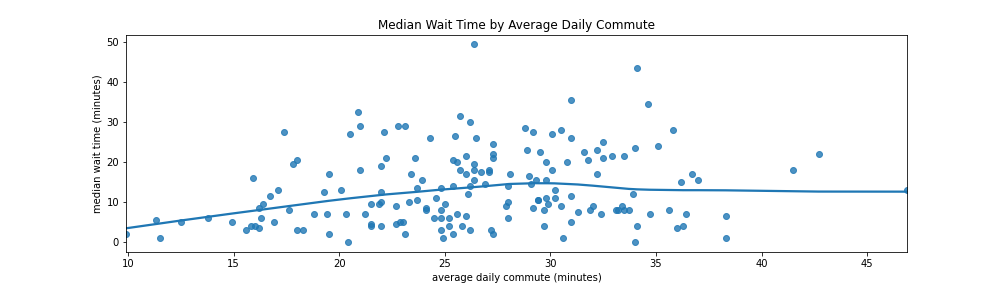 Median Wait Time by Average Daily Commute
median wait time (minutes)
50
40
30
20
10
0
10 15 20 25 30 35 40 45
average daily commute (minutes)